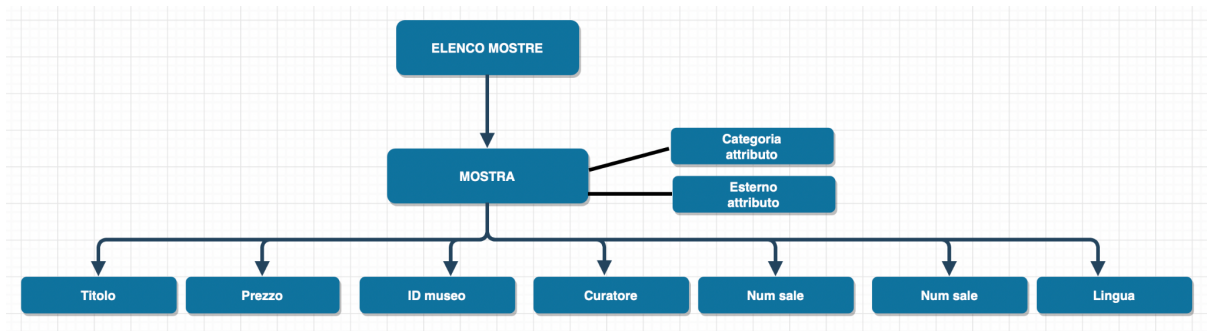 ELENCO MOSTRE
MOSTRA
Categoria
attributo
Esterno
attributo
Titolo
Prezzo
ID museo
Curatore
Num sale
Num sale
Lingua